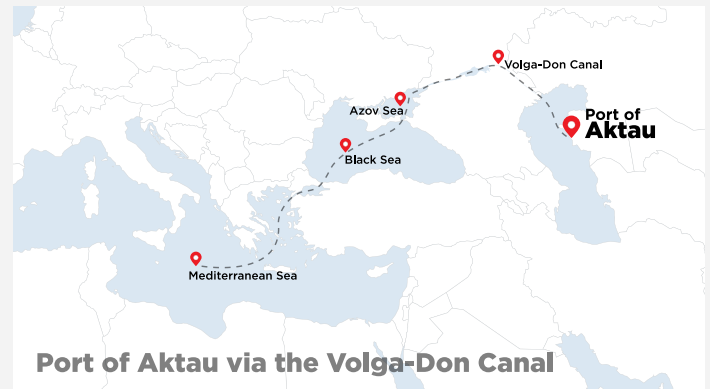 Volga-Don Canal
Azov Sea
Port of
Aktau
Black Sea
Mediterranean Sea
Port of Aktau via the Volga-Don Canal